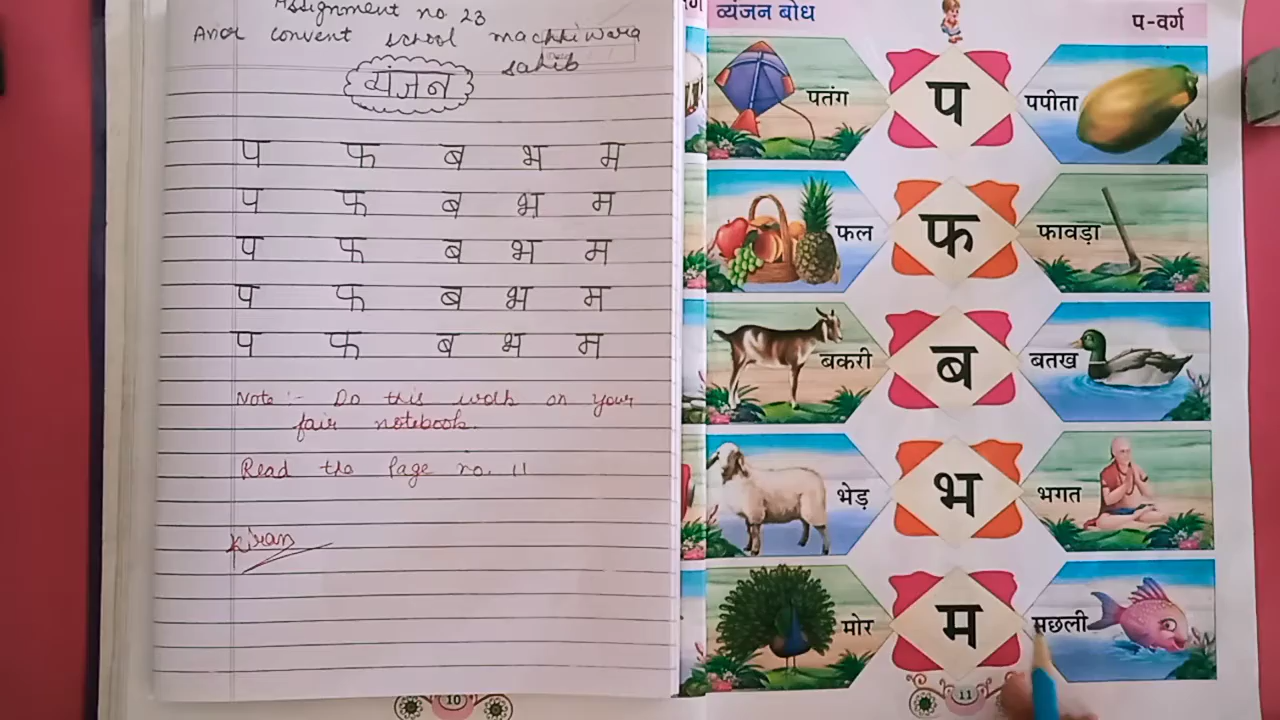 Assignment no. 23
convent school machhiwara
sahib
व्यंजन
प फ ब भ म
प फ ब भ म
प फ ब भ म
प फ ब भ म
प फ ब भ म
Note :- Do this work on your
fair notebook.
Read the Page no. 11
Kiran
10
व्यंजन बोध
प-वर्ग
पतंग प पपीता
फल फ फावड़ा
बकरी ब बतख
भेड़ भ भगत
मोर म मछली
11